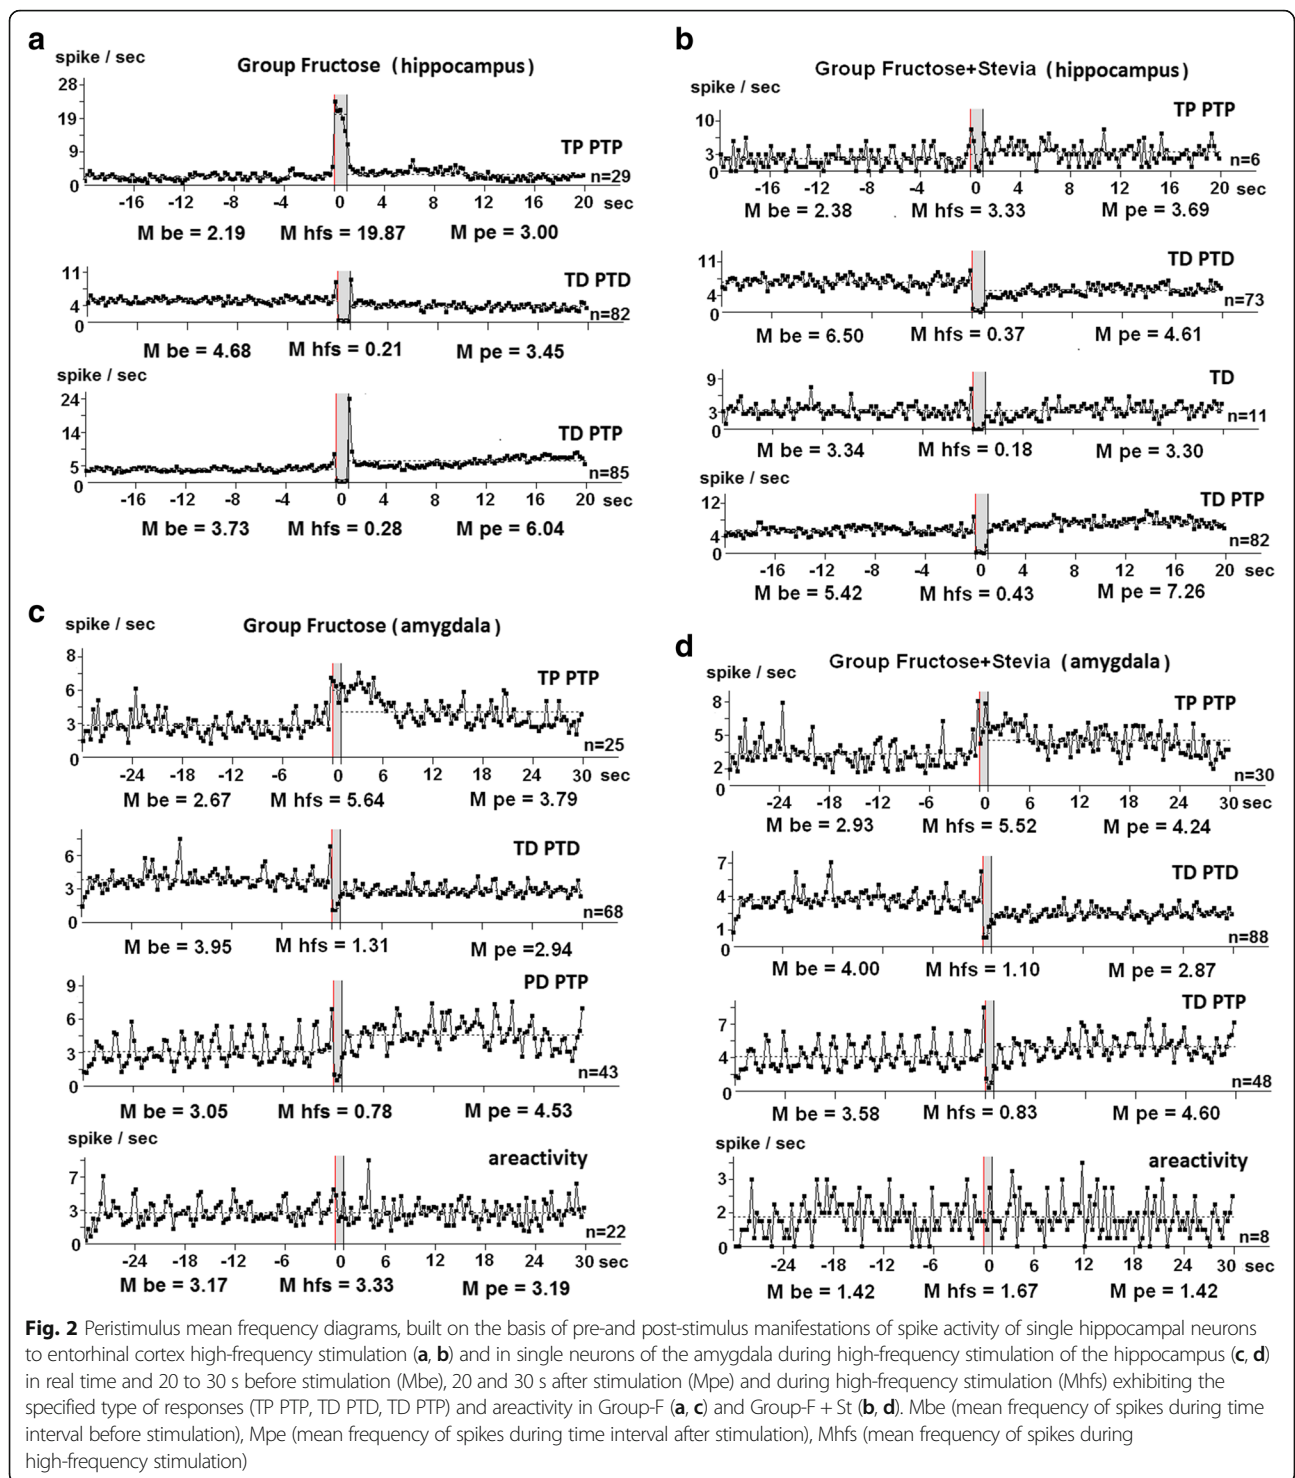 a
spike / sec
Group Fructose (hippocampus)
28
19
9
0
TP PTP
n=29
-16 -12 -8 -4 0 4 8 12 16 20 sec
M be = 2.19 M hfs = 19.87 M pe = 3.00
11
4
0
TD PTD
n=82
M be = 4.68 M hfs = 0.21 M pe = 3.45
spike / sec
24
14
5
0
TD PTP
n=85
-16 -12 -8 -4 0 4 8 12 16 20 sec
M be = 3.73 M hfs = 0.28 M pe = 6.04
b
Group Fructose+Stevia (hippocampus)
spike / sec
10
3
0
TP PTP
n=6
-16 -12 -8 -4 0 4 8 12 16 20 sec
M be = 2.38 M hfs = 3.33 M pe = 3.69
11
4
0
TD PTD
n=73
M be = 6.50 M hfs = 0.37 M pe = 4.61
9
3
0
TD
n=11
M be = 3.34 M hfs = 0.18 M pe = 3.30
spike / sec
12
4
0
TD PTP
n=82
-16 -12 -8 -4 0 4 8 12 16 20 sec
M be = 5.42 M hfs = 0.43 M pe = 7.26
c
spike / sec
Group Fructose (amygdala)
8
6
3
0
TP PTP
n=25
-24 -18 -12 -6 0 6 12 18 24 30 sec
M be = 2.67 M hfs = 5.64 M pe = 3.79
6
3
0
TD PTD
n=68
M be = 3.95 M hfs = 1.31 M pe =2.94
9
6
3
0
PD PTP
n=43
M be = 3.05 M hfs = 0.78 M pe = 4.53
spike / sec
7
3
0
areactivity
n=22
-24 -18 -12 -6 0 6 12 18 24 30 sec
M be = 3.17 M hfs = 3.33 M pe = 3.19
d
Group Fructose+Stevia (amygdala)
spike / sec
8
5
2
0
TP PTP
n=30
-24 -18 -12 -6 0 6 12 18 24 30 sec
M be = 2.93 M hfs = 5.52 M pe = 4.24
7
4
1
0
TD PTD
n=88
M be = 4.00 M hfs = 1.10 M pe = 2.87
7
4
0
TD PTP
n=48
M be = 3.58 M hfs = 0.83 M pe = 4.60
spike / sec
3
2
0
areactivity
n=8
-24 -18 -12 -6 0 6 12 18 24 30 sec
M be = 1.42 M hfs = 1.67 M pe = 1.42
Fig. 2 Peristimulus mean frequency diagrams, built on the basis of pre-and post-stimulus manifestations of spike activity of single hippocampal neurons
to entorhinal cortex high-frequency stimulation (a, b) and in single neurons of the amygdala during high-frequency stimulation of the hippocampus (c, d)
in real time and 20 to 30 s before stimulation (Mbe), 20 and 30 s after stimulation (Mpe) and during high-frequency stimulation (Mhfs) exhibiting the
specified type of responses (TP PTP, TD PTD, TD PTP) and areactivity in Group-F (a, c) and Group-F + St (b, d). Mbe (mean frequency of spikes during time
interval before stimulation), Mpe (mean frequency of spikes during time interval after stimulation), Mhfs (mean frequency of spikes during
high-frequency stimulation)